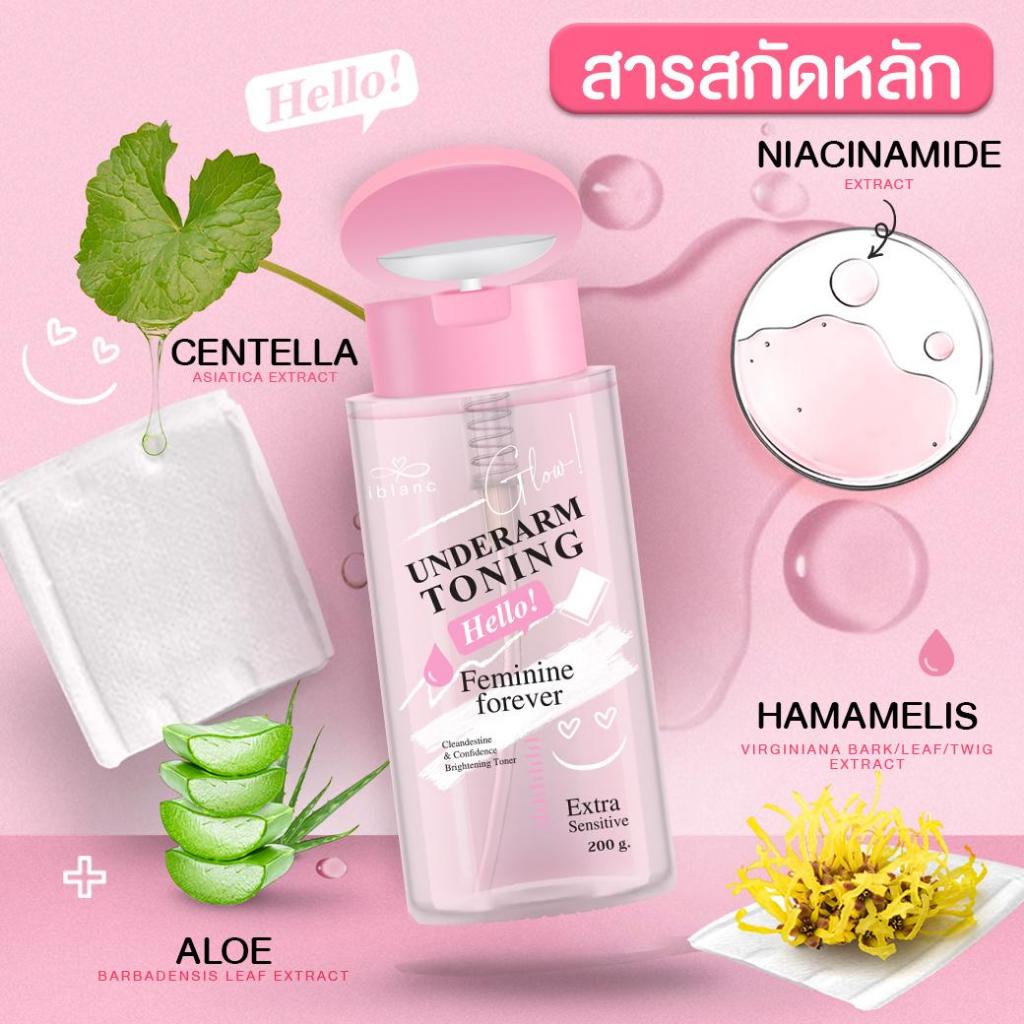 Hello!
สารสกัดหลัก
NIACINAMIDE
EXTRACT
CENTELLA
ASIATICA EXTRACT
iblanc
Glow!
UNDERARM
TONING
Hello!
Feminine
forever
Cleandestine
& Confidence
Brightening Toner
Extra
Sensitive
200 g.
HAMAMELIS
VIRGINIANA BARK/LEAF/TWIG
EXTRACT
ALOE
BARBADENSIS LEAF EXTRACT